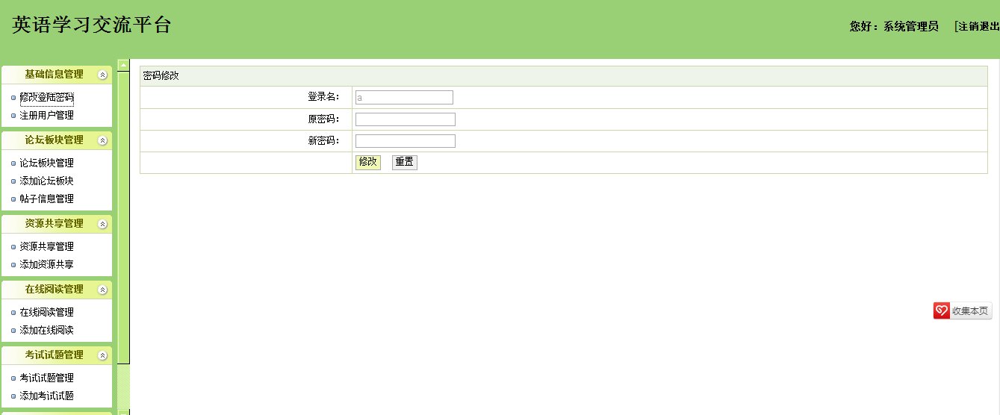 英语学习交流平台
您好：系统管理员 [注销退出
基础信息管理
修改登陆密码
注册用户管理
论坛板块管理
论坛板块管理
添加论坛板块
帖子信息管理
资源共享管理
资源共享管理
添加资源共享
在线阅读管理
在线阅读管理
添加在线阅读
考试试题管理
考试试题管理
添加考试试题
密码修改
登录名： a
原密码：
新密码：
修改 重置
收集本页